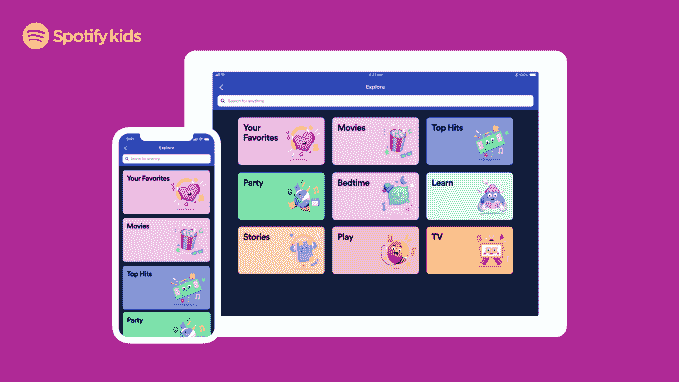 Spotify kids
Explore
Search for anything
Your
Favorites
Movies
Top Hits
Party
Bedtime
Learn
Stories
Play
TV
Explore
Search for anything
Your Favorites
Movies
Top Hits
Party